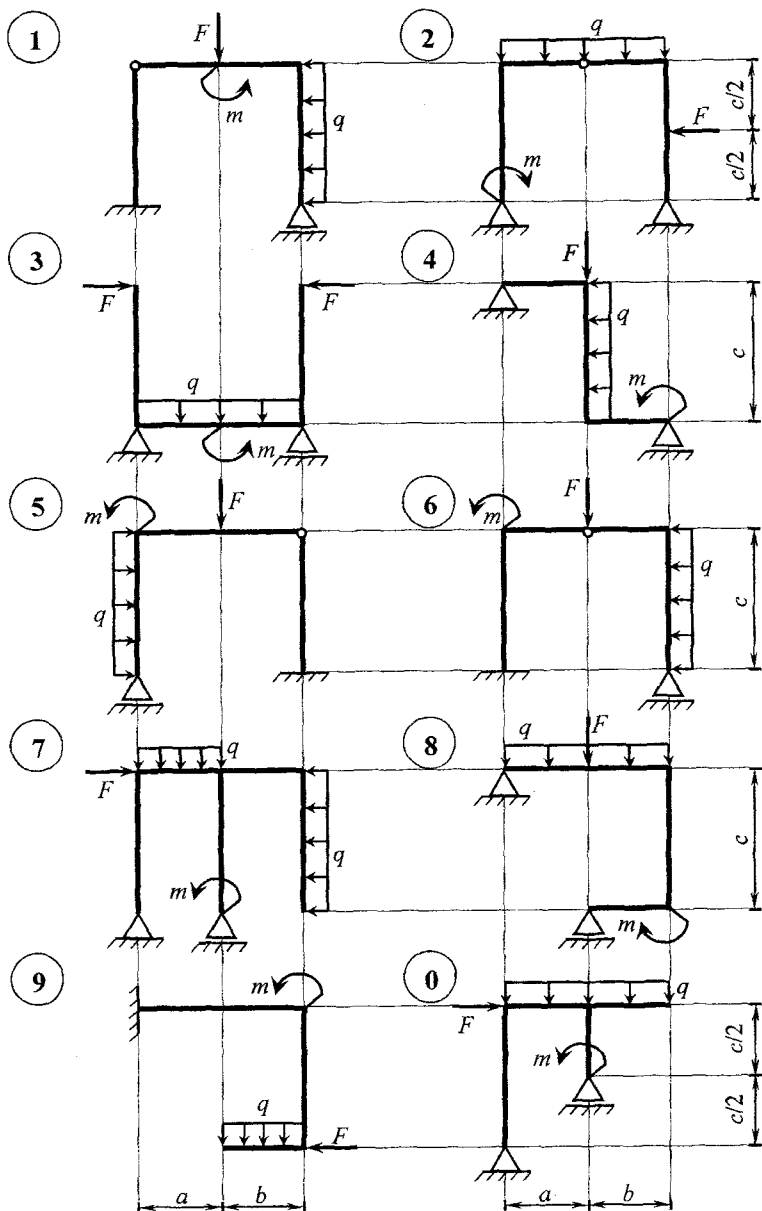 1 F m q
2 q F m c/2 c/2
3 F F q m
4 F q m c
5 m F q
6 m F q c
7 F q m q
8 q F m c
9 m q F
0 F q m c/2 c/2
a b a b